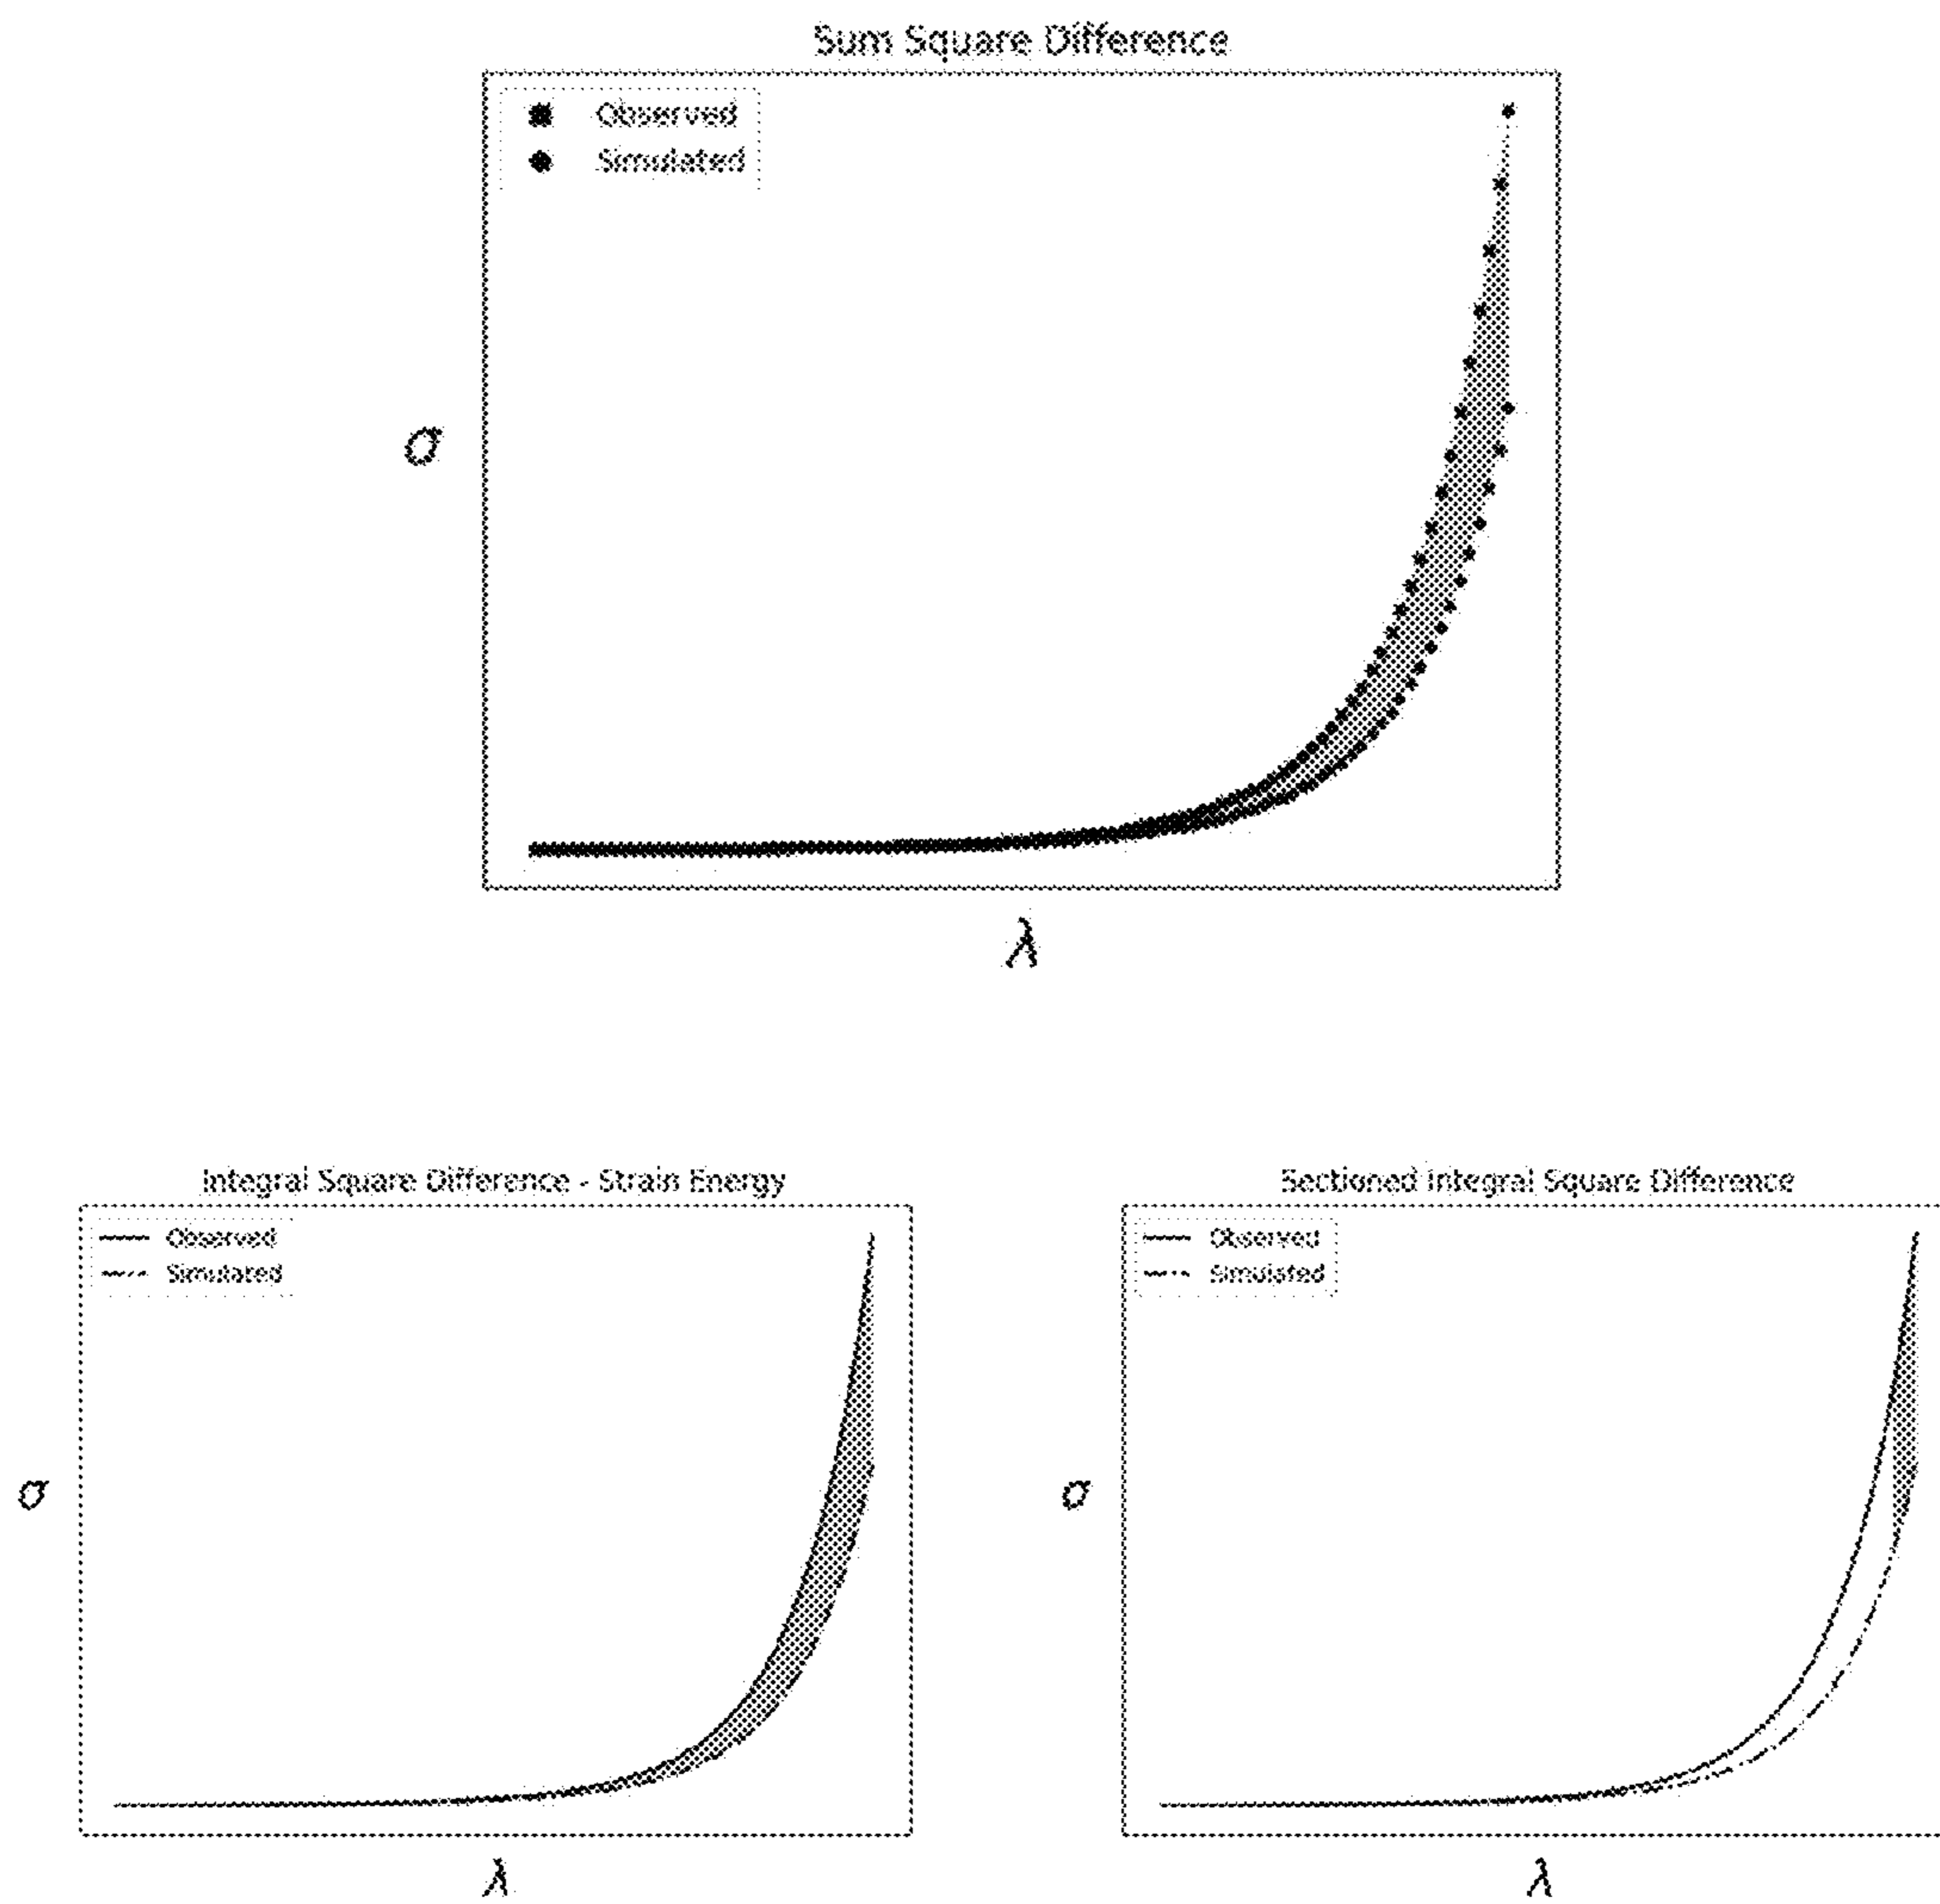 Sum Square Difference
Observed
Simulated
σ
λ
Integral Square Difference - Strain Energy
Observed
Simulated
σ
λ
Sectioned Integral Square Difference
Observed
Simulated
σ
λ